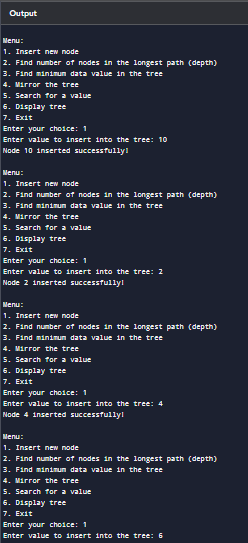 Output
Menu:
1. Insert new node
2. Find number of nodes in the longest path (depth)
3. Find minimum data value in the tree
4. Mirror the tree
5. Search for a value
6. Display tree
7. Exit
Enter your choice: 1
Enter value to insert into the tree: 10
Node 10 inserted successfully!
Menu:
1. Insert new node
2. Find number of nodes in the longest path (depth)
3. Find minimum data value in the tree
4. Mirror the tree
5. Search for a value
6. Display tree
7. Exit
Enter your choice: 1
Enter value to insert into the tree: 2
Node 2 inserted successfully!
Menu:
1. Insert new node
2. Find number of nodes in the longest path (depth)
3. Find minimum data value in the tree
4. Mirror the tree
5. Search for a value
6. Display tree
7. Exit
Enter your choice: 1
Enter value to insert into the tree: 4
Node 4 inserted successfully!
Menu:
1. Insert new node
2. Find number of nodes in the longest path (depth)
3. Find minimum data value in the tree
4. Mirror the tree
5. Search for a value
6. Display tree
7. Exit
Enter your choice: 1
Enter value to insert into the tree: 6